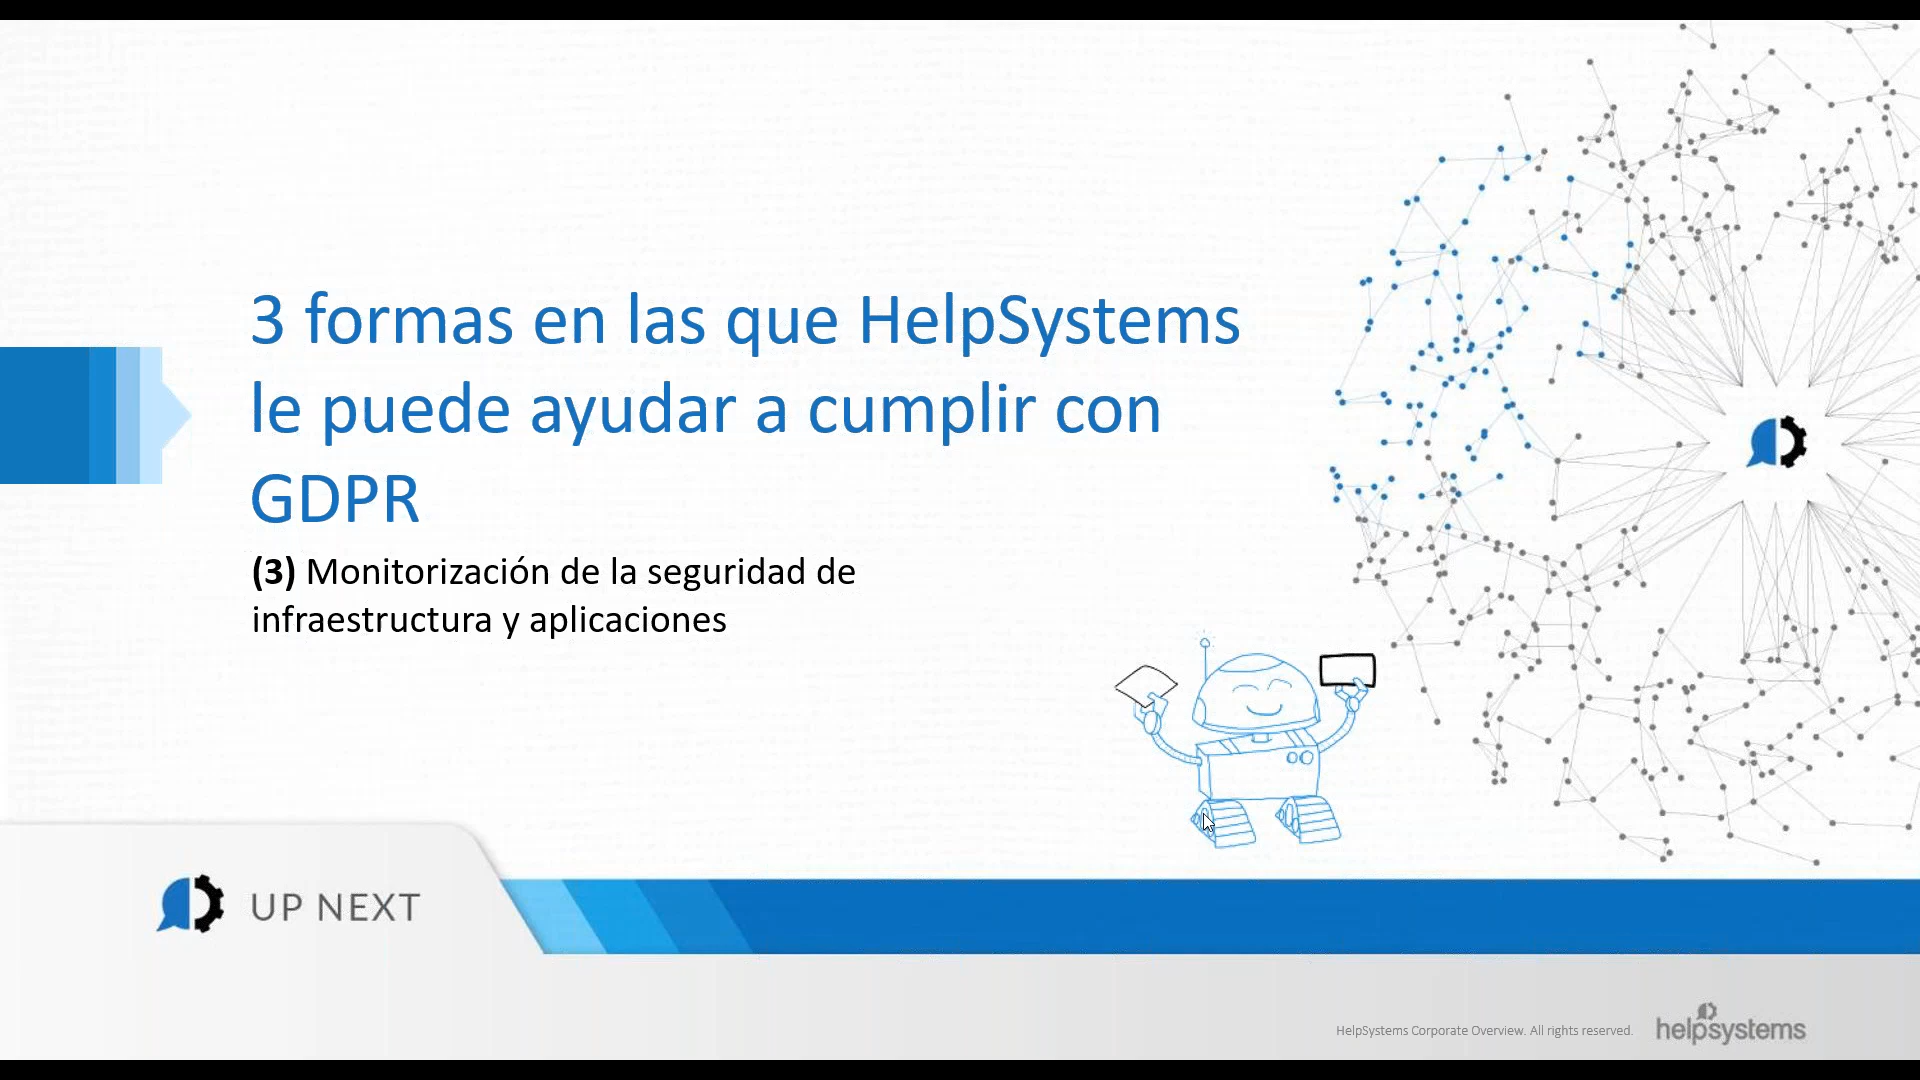 3 formas en las que HelpSystems
le puede ayudar a cumplir con
GDPR
(3) Monitorización de la seguridad de
infraestructura y aplicaciones
UP NEXT
HelpSystems Corporate Overview. All rights reserved.
helpsystems